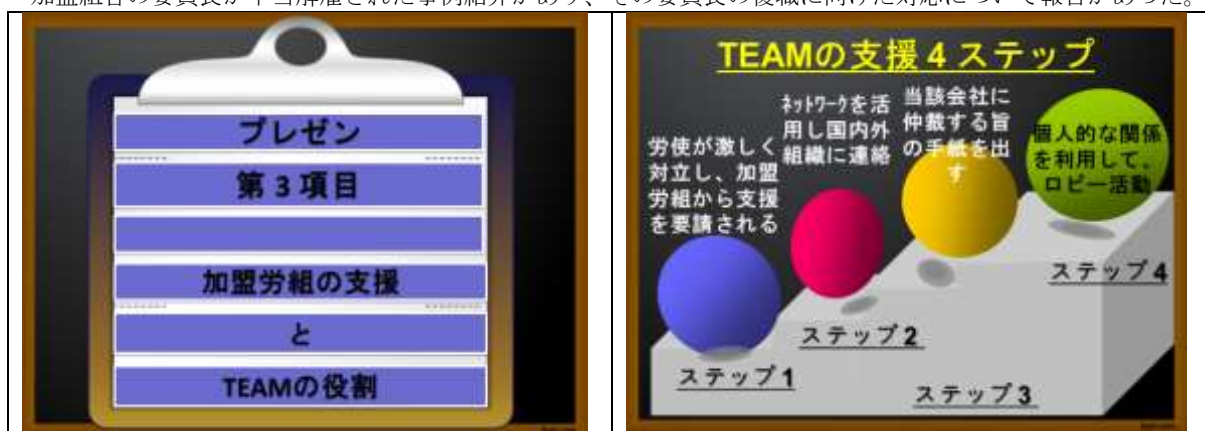 加盟組合の委員長が不当解雇された事例紹介があり、その委員長の復職に向けた対応について報告があった。
プレゼン
第3項目
加盟労組の支援
と
TEAMの役割
TEAMの支援4ステップ
労使が激しく
対立し、加盟
労組から支援
を要請される
ネットワークを活
用し国内外
組織に連絡
当該会社に
仲裁する旨
の手紙を出
す
個人的な関係
を利用して、
ロビー活動
ステップ1
ステップ2
ステップ3
ステップ4